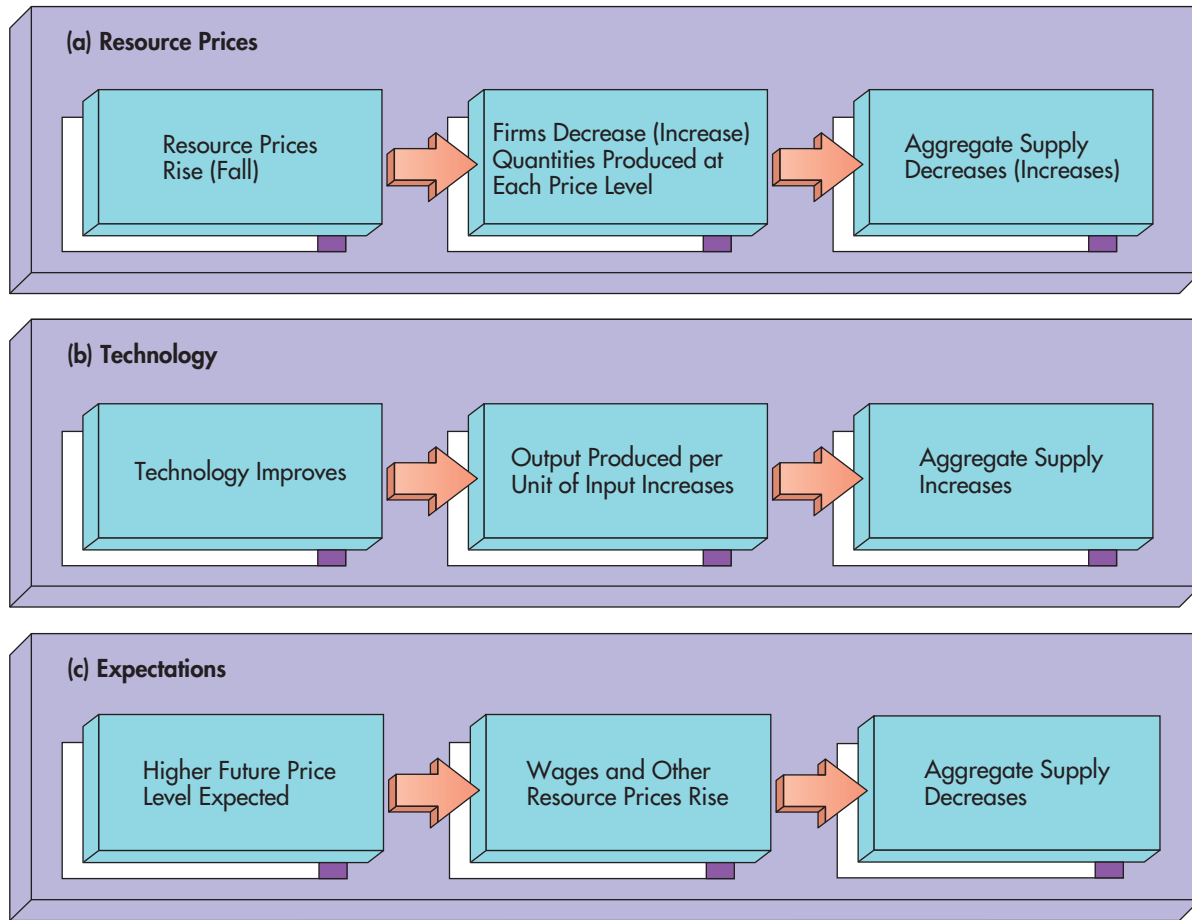 (a) Resource Prices
Resource Prices
Rise (Fall)
Firms Decrease (Increase)
Quantities Produced at
Each Price Level
Aggregate Supply
Decreases (Increases)
(b) Technology
Technology Improves
Output Produced per
Unit of Input Increases
Aggregate Supply
Increases
(c) Expectations
Higher Future Price
Level Expected
Wages and Other
Resource Prices Rise
Aggregate Supply
Decreases